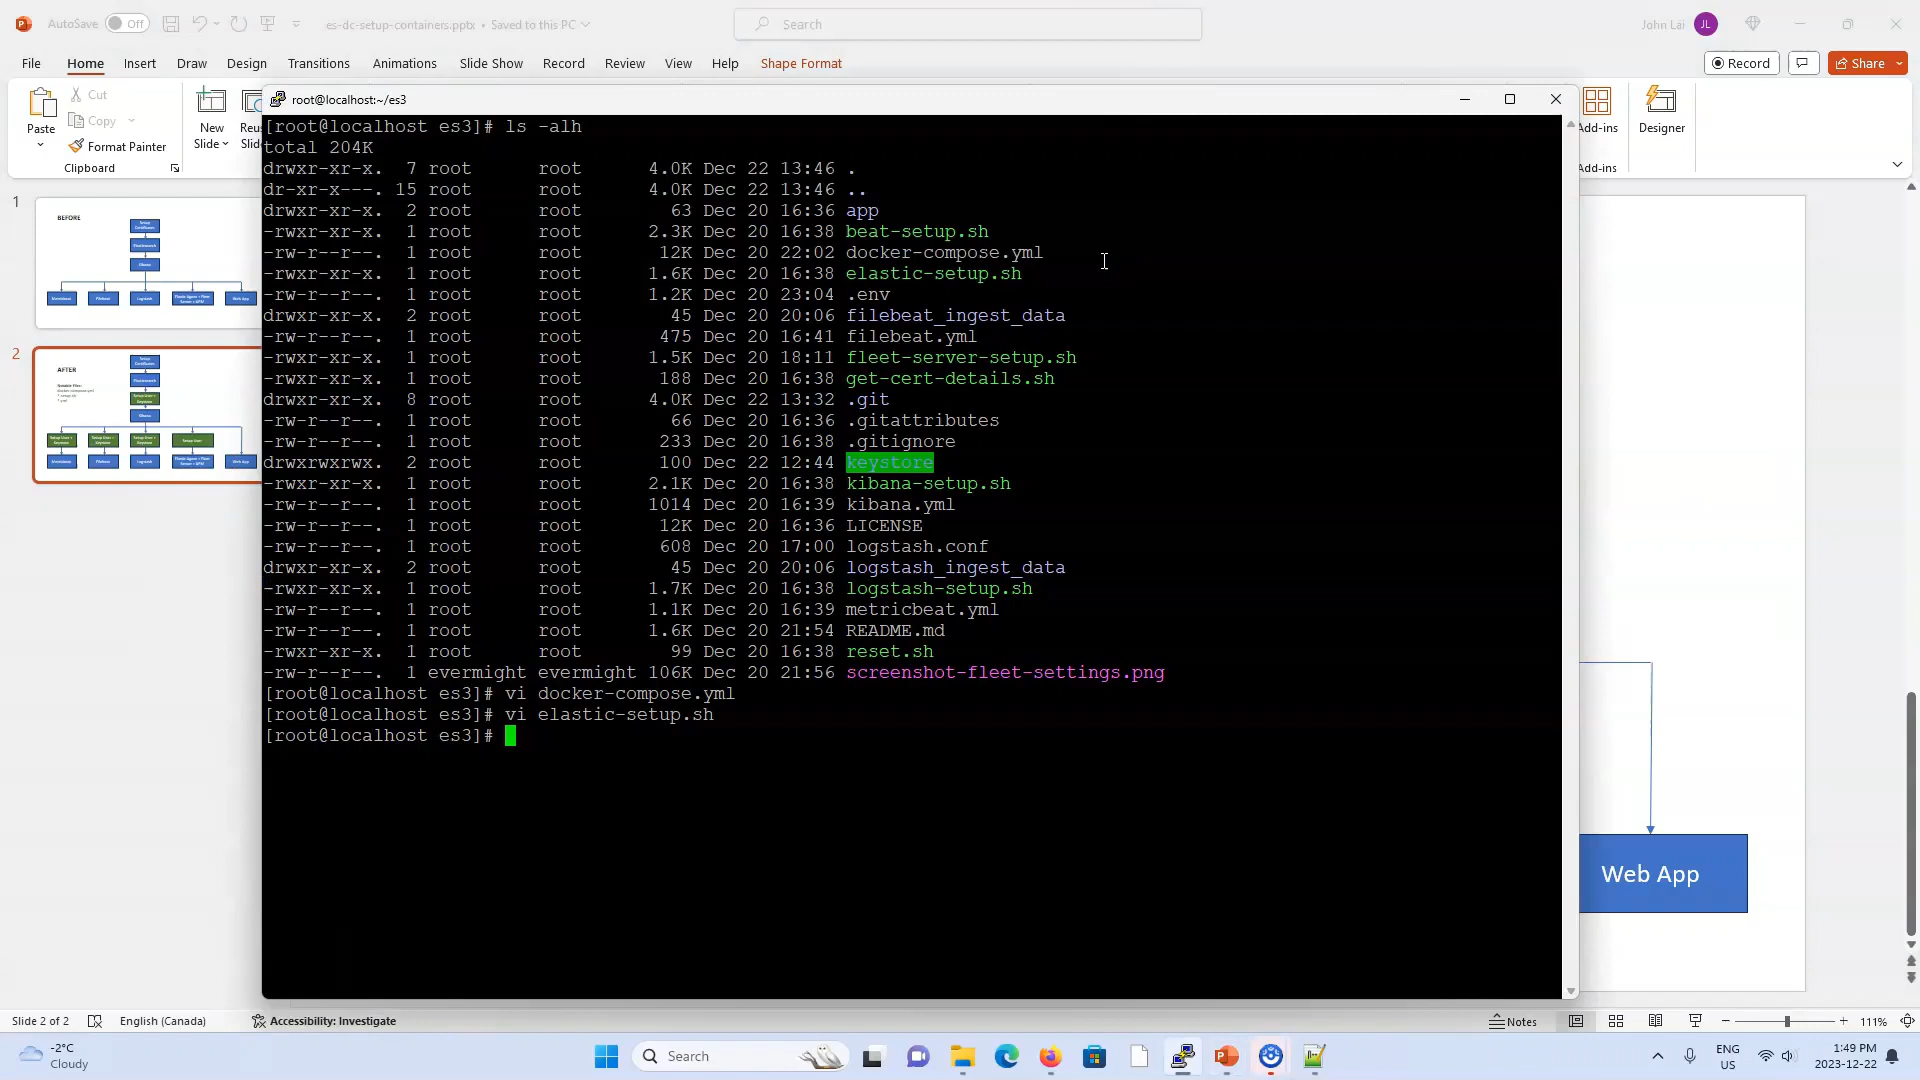 AutoSave Off es-dc-setup-containers.pptx • Saved to this PC Search John Lai JL
File Home Insert Draw Design Transitions Animations Slide Show Record Review View Help Shape Format Record Share
Paste Cut Copy Format Painter Clipboard
New Slide
Add-ins Add-ins
Designer
root@localhost:~/es3
[root@localhost es3]# ls -alh
total 204K
drwxr-xr-x. 7 root root 4.0K Dec 22 13:46 .
dr-xr-x---. 15 root root 4.0K Dec 22 13:46 ..
drwxr-xr-x. 2 root root 63 Dec 20 16:36 app
-rwxr-xr-x. 1 root root 2.3K Dec 20 16:38 beat-setup.sh
-rw-r--r--. 1 root root 12K Dec 20 22:02 docker-compose.yml
-rwxr-xr-x. 1 root root 1.6K Dec 20 16:38 elastic-setup.sh
-rw-r--r--. 1 root root 1.2K Dec 20 23:04 .env
drwxr-xr-x. 2 root root 45 Dec 20 20:06 filebeat_ingest_data
-rw-r--r--. 1 root root 475 Dec 20 16:41 filebeat.yml
-rwxr-xr-x. 1 root root 1.5K Dec 20 18:11 fleet-server-setup.sh
-rwxr-xr-x. 1 root root 188 Dec 20 16:38 get-cert-details.sh
drwxr-xr-x. 8 root root 4.0K Dec 22 13:32 .git
-rw-r--r--. 1 root root 66 Dec 20 16:36 .gitattributes
-rw-r--r--. 1 root root 233 Dec 20 16:38 .gitignore
drwxrwxrwx. 2 root root 100 Dec 22 12:44 keystore
-rwxr-xr-x. 1 root root 2.1K Dec 20 16:38 kibana-setup.sh
-rw-r--r--. 1 root root 1014 Dec 20 16:39 kibana.yml
-rw-r--r--. 1 root root 12K Dec 20 16:36 LICENSE
-rw-r--r--. 1 root root 608 Dec 20 17:00 logstash.conf
drwxr-xr-x. 2 root root 45 Dec 20 20:06 logstash_ingest_data
-rwxr-xr-x. 1 root root 1.7K Dec 20 16:38 logstash-setup.sh
-rw-r--r--. 1 root root 1.1K Dec 20 16:39 metricbeat.yml
-rw-r--r--. 1 root root 1.6K Dec 20 21:54 README.md
-rwxr-xr-x. 1 root root 99 Dec 20 16:38 reset.sh
-rw-r--r--. 1 evermight evermight 106K Dec 20 21:56 screenshot-fleet-settings.png
[root@localhost es3]# vi docker-compose.yml
[root@localhost es3]# vi elastic-setup.sh
[root@localhost es3]#
1
BEFORE
2
AFTER
Web App
Slide 2 of 2 English (Canada) Accessibility: Investigate Notes 111%
-2°C
Cloudy
Search
ENG
US
1:49 PM
2023-12-22